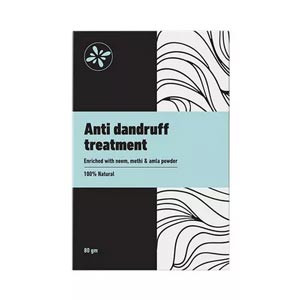 Anti dandruff
treatment
Enriched with neem, methi & amla powder
100% Natural
80 gm